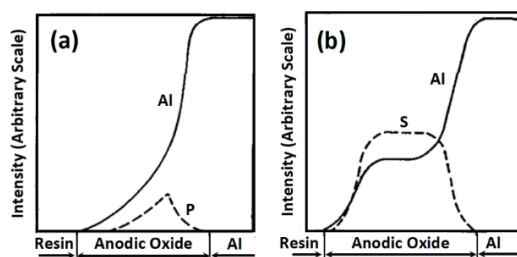 (a)
Al
P
Intensity (Arbitrary Scale)
Resin
Anodic Oxide
Al
(b)
Al
S
Intensity (Arbitrary Scale)
Resin
Anodic Oxide
Al